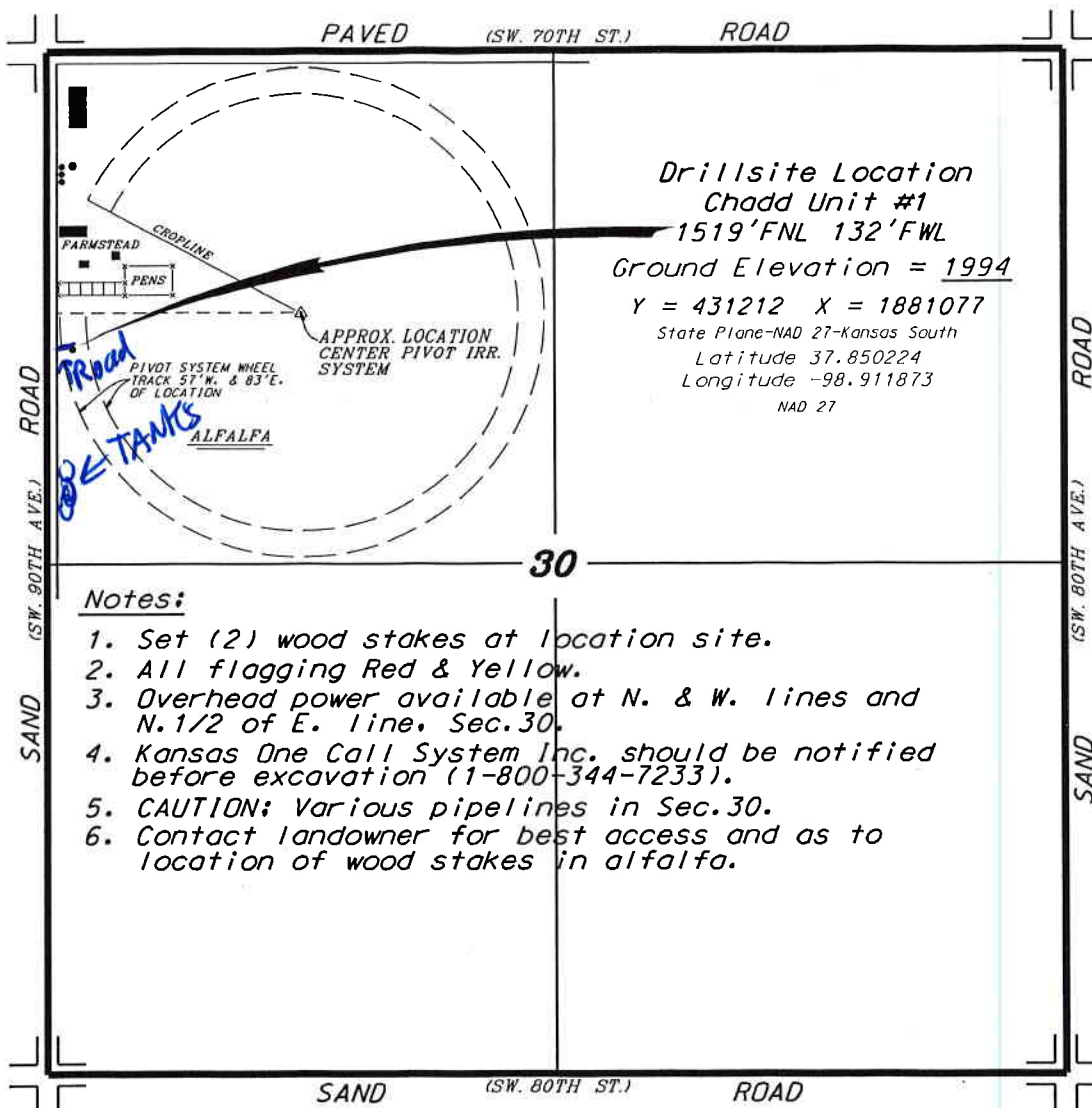 PAVED (SW. 70TH ST.) ROAD
Drillsite Location
Chadd Unit #1
1519'FNL 132'FWL
Ground Elevation = 1994
Y = 431212 X = 1881077
State Plane-NAD 27-Kansas South
Latitude 37.850224
Longitude -98.911873
NAD 27
CROPLINE
FARMSTEAD
PENS
APPROX. LOCATION
CENTER PIVOT IRR.
SYSTEM
Road
PIVOT SYSTEM WHEEL
TRACK 57'W. & 83'E.
OF LOCATION
TANKS
ALFALFA
SAND (SW. 90TH AVE.) ROAD
SAND (SW. 80TH AVE.) ROAD
30
Notes:
1. Set (2) wood stakes at location site.
2. All flagging Red & Yellow.
3. Overhead power available at N. & W. lines and
N.1/2 of E. line, Sec.30.
4. Kansas One Call System Inc. should be notified
before excavation (1-800-344-7233).
5. CAUTION: Various pipelines in Sec.30.
6. Contact landowner for best access and as to
location of wood stakes in alfalfa.
SAND (SW. 80TH ST.) ROAD